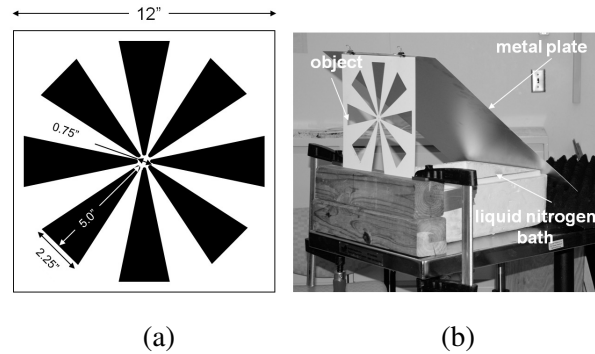 12”
0.75”
5.0”
2.25”
(a)
object
metal plate
liquid nitrogen
bath
(b)